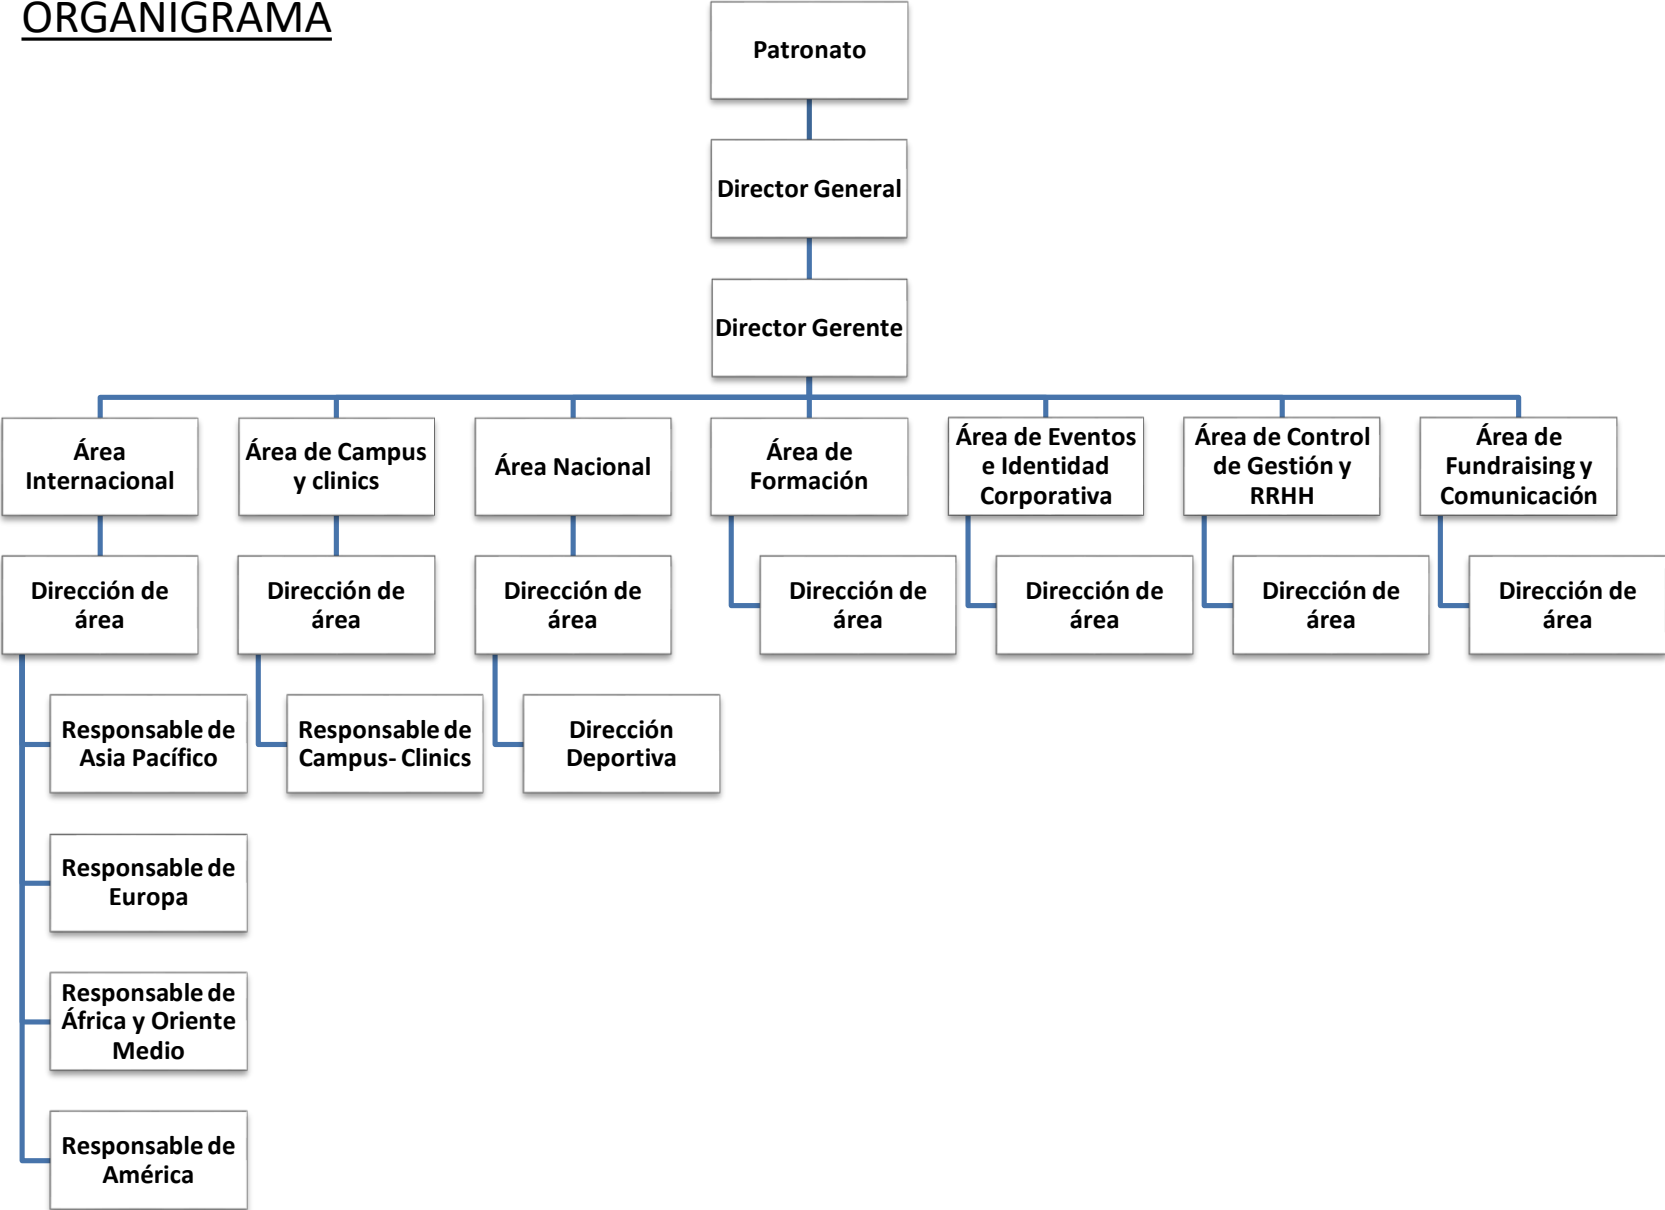 ORGANIGRAMA
Patronato
Director General
Director Gerente
Área
Internacional
Área de Campus
y clinics
Área Nacional
Área de
Formación
Área de Eventos
e Identidad
Corporativa
Área de Control
de Gestión y
RRHH
Área de
Fundraising y
Comunicación
Dirección de
área
Dirección de
área
Dirección de
área
Dirección de
área
Dirección de
área
Dirección de
área
Dirección de
área
Responsable de
Asia Pacífico
Responsable de
Campus- Clinics
Dirección
Deportiva
Responsable de
Europa
Responsable de
África y Oriente
Medio
Responsable de
América